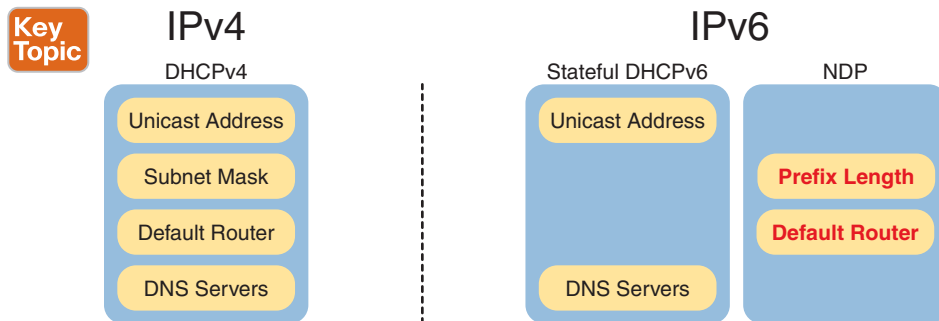 Key
Topic
IPv4
DHCPv4
Unicast Address
Subnet Mask
Default Router
DNS Servers
IPv6
Stateful DHCPv6
Unicast Address
DNS Servers
NDP
Prefix Length
Default Router